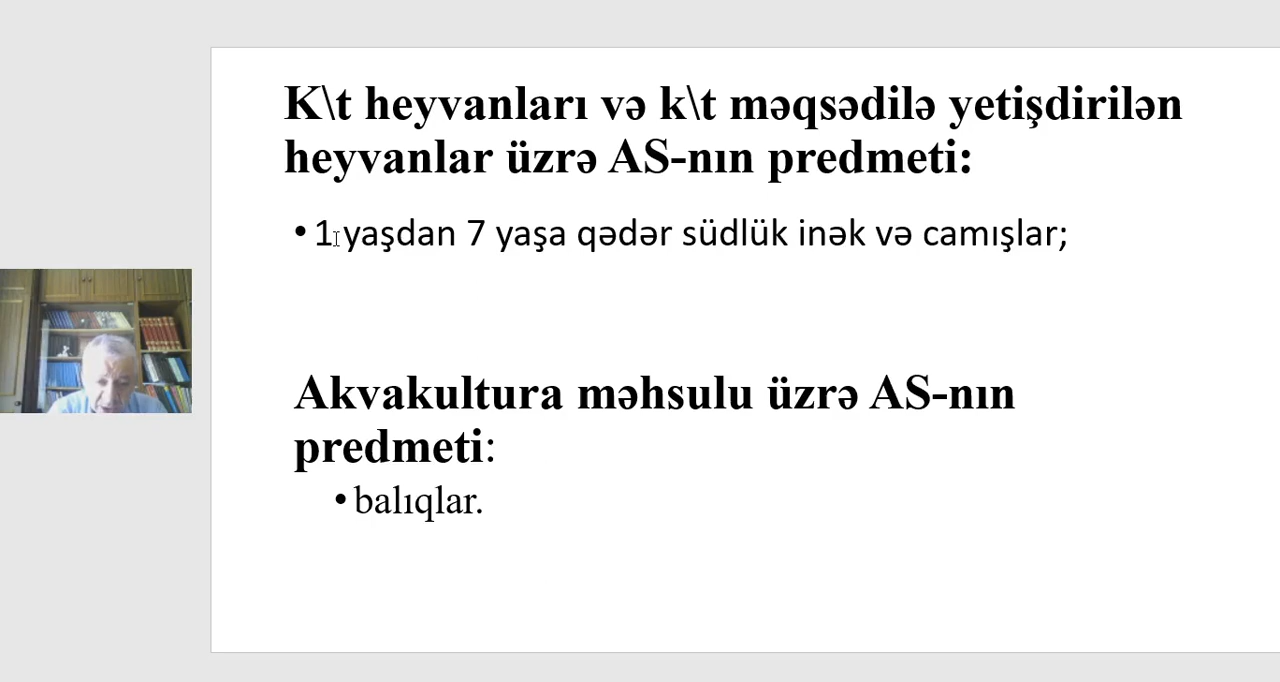 K\t heyvanları və k\t məqsədilə yetişdirilən
heyvanlar üzrə AS-nın predmeti:
• 1 yaşdan 7 yaşa qədər südlük inək və camışlar;
Akvakultura məhsulu üzrə AS-nın
predmeti:
• balıqlar.